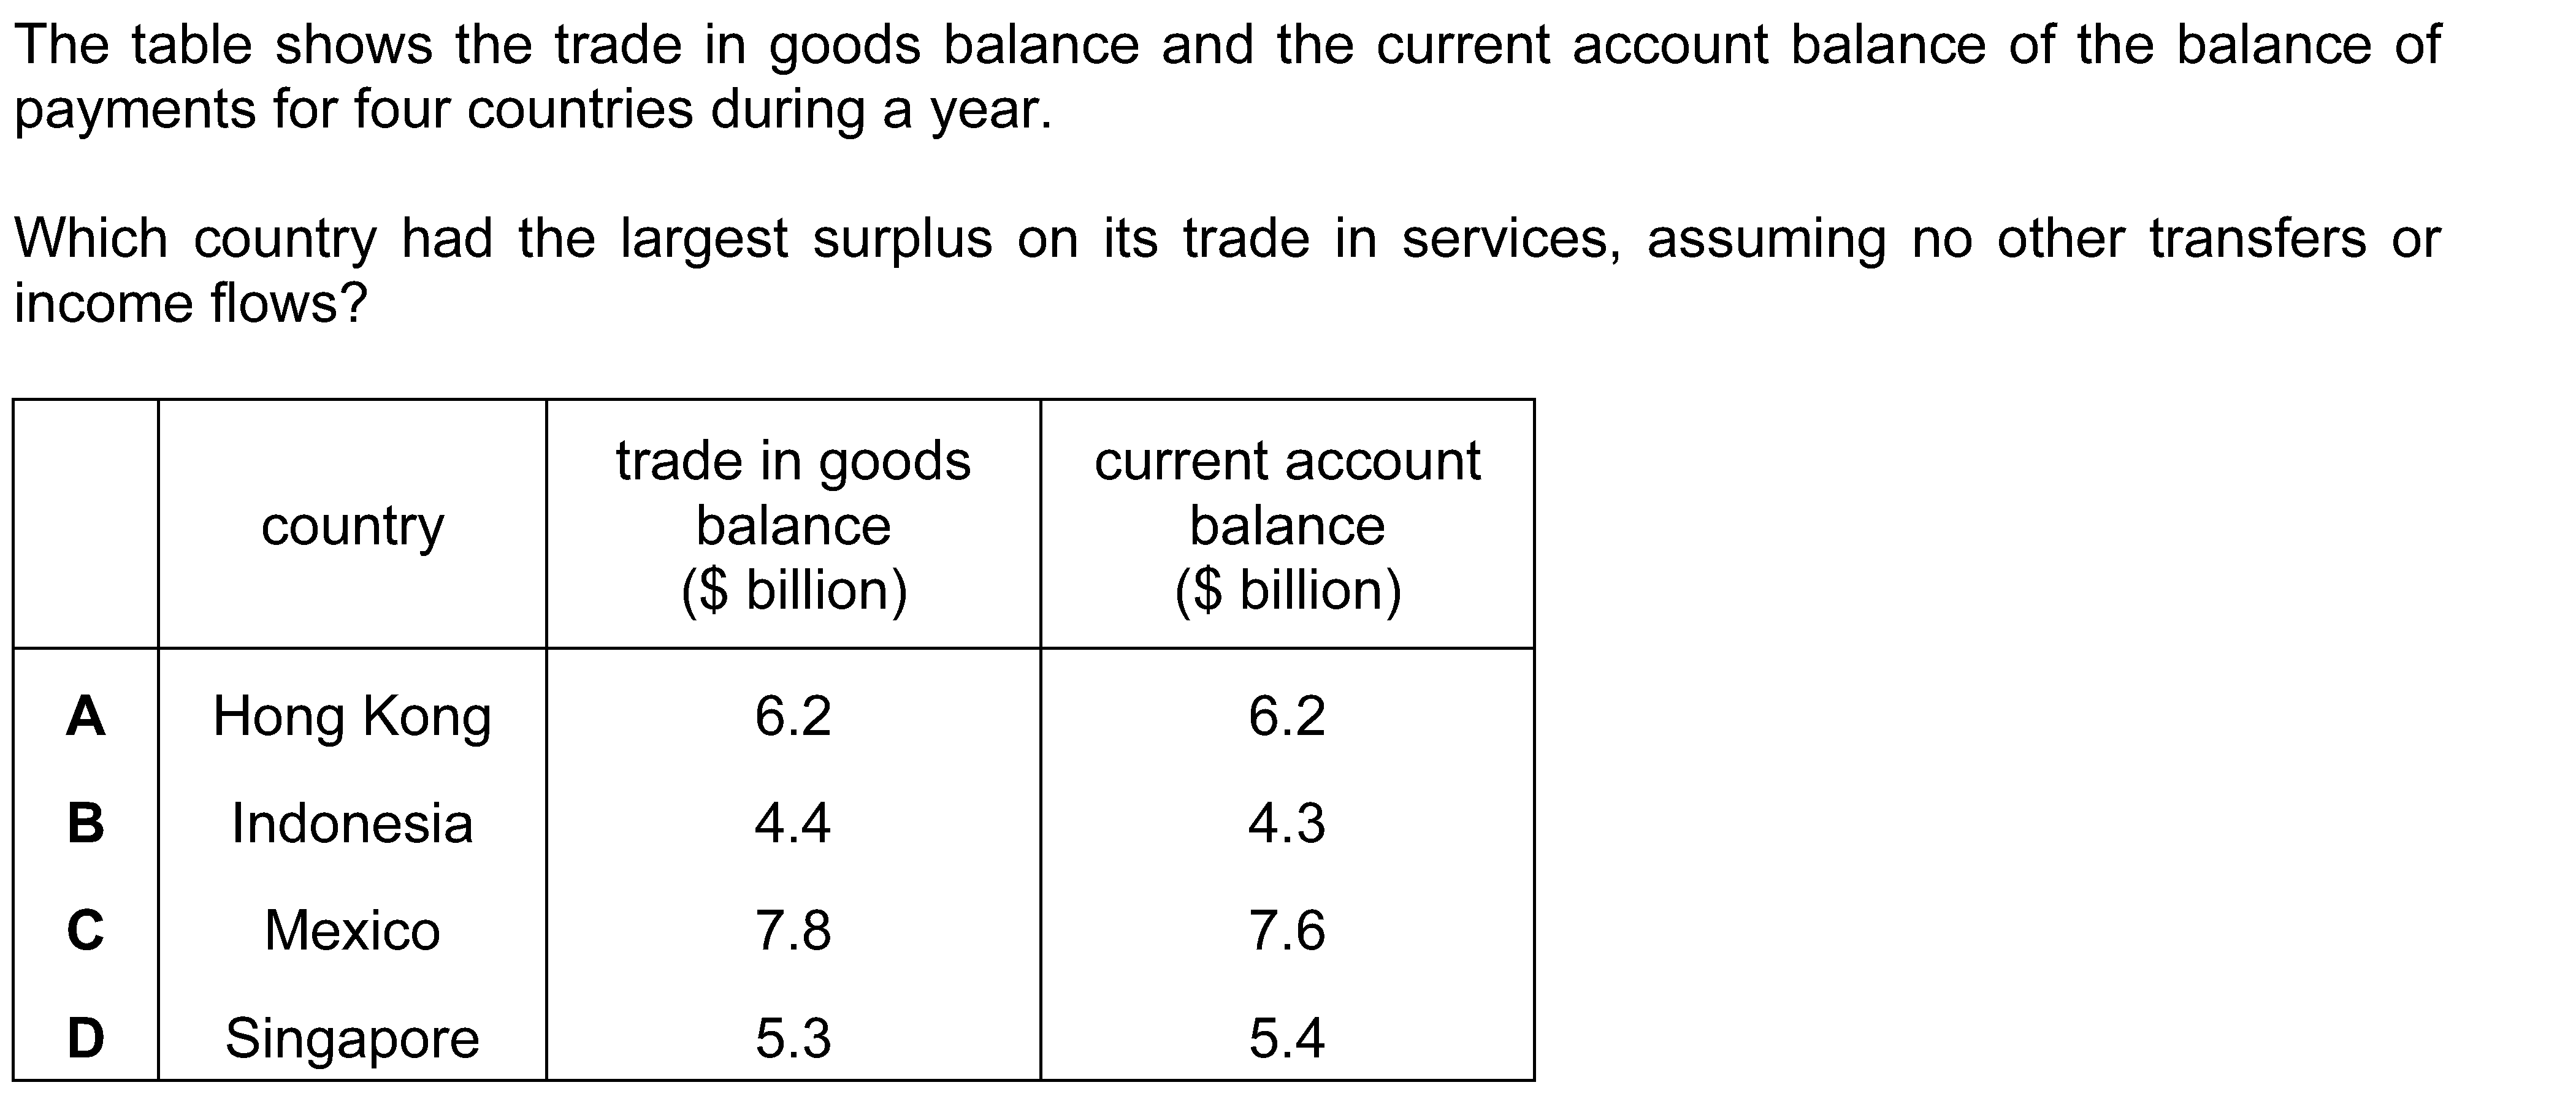 The table shows the trade in goods balance and the current account balance of the balance of
payments for four countries during a year.
Which country had the largest surplus on its trade in services, assuming no other transfers or
income flows?
country
trade in goods
balance
($ billion)
current account
balance
($ billion)
A Hong Kong 6.2 6.2
B Indonesia 4.4 4.3
C Mexico 7.8 7.6
D Singapore 5.3 5.4